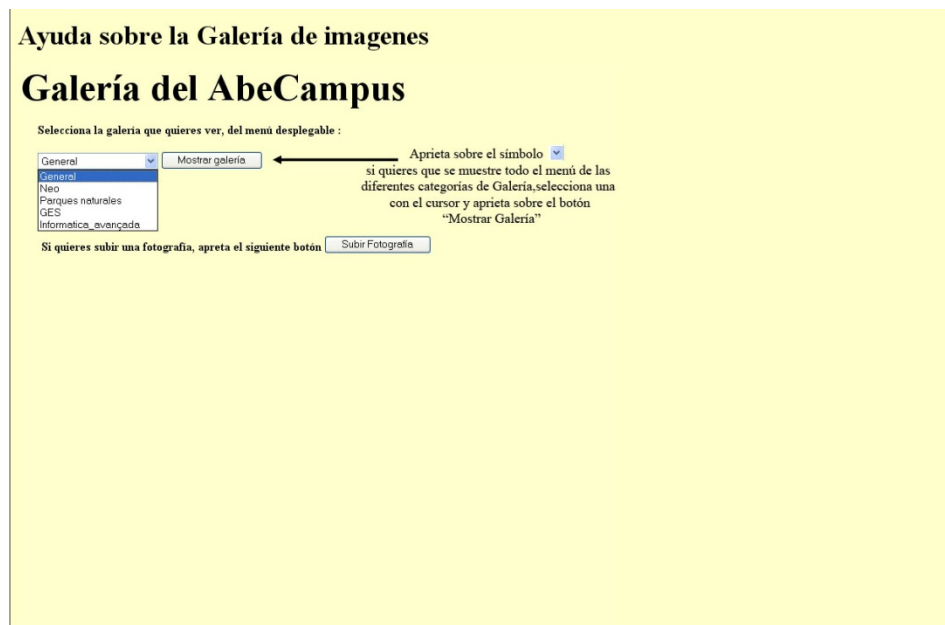 Ayuda sobre la Galería de imagenes
Galería del AbeCampus
Selecciona la galería que quieres ver, del menú desplegable :
General
Mostrar galería
General
Neo
Parques naturales
GES
Informatica_avançada
Aprieta sobre el símbolo
si quieres que se muestre todo el menú de las
diferentes categorías de Galería,selecciona una
con el cursor y aprieta sobre el botón
“Mostrar Galería”
Si quieres subir una fotografía, apreta el siguiente botón
Subir Fotografía